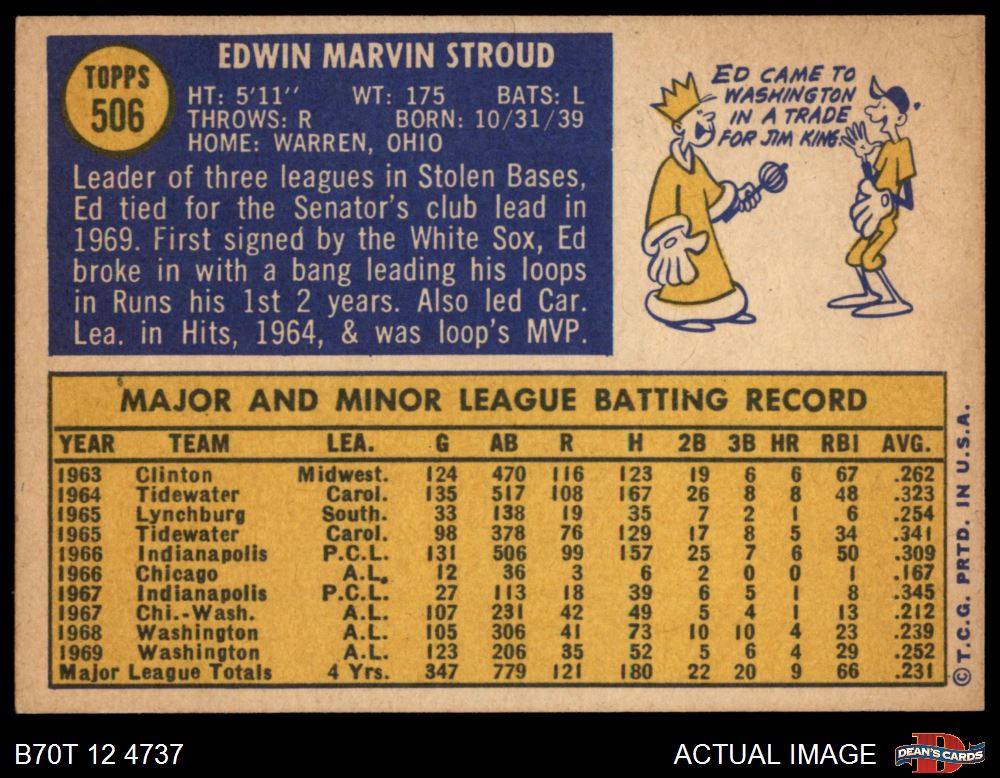 TOPPS
506
EDWIN MARVIN STROUD
HT: 5'11'' WT: 175 BATS: L
THROWS: R BORN: 10/31/39
HOME: WARREN, OHIO
Leader of three leagues in Stolen Bases,
Ed tied for the Senator's club lead in
1969. First signed by the White Sox, Ed
broke in with a bang leading his loops
in Runs his 1st 2 years. Also led Car.
Lea. in Hits, 1964, & was loop's MVP.
ED CAME TO
WASHINGTON
IN A TRADE
FOR JIM KING.
MAJOR AND MINOR LEAGUE BATTING RECORD
YEAR TEAM LEA. G AB R H 2B 3B HR RBI AVG.
1963 Clinton Midwest. 124 470 116 123 19 6 6 67 .262
1964 Tidewater Carol. 135 517 108 167 26 8 8 48 .323
1965 Lynchburg South. 33 138 19 35 7 2 1 6 .254
1965 Tidewater Carol. 98 378 76 129 17 8 5 34 .341
1966 Indianapolis P.C.L. 131 506 99 157 25 7 6 50 .309
1966 Chicago A.L. 12 36 3 6 2 0 0 1 .167
1967 Indianapolis P.C.L. 27 113 18 39 6 5 1 8 .345
1967 Chi.-Wash. A.L. 107 231 42 49 5 4 1 13 .212
1968 Washington A.L. 105 306 41 73 10 10 4 23 .239
1969 Washington A.L. 123 206 35 52 5 6 4 29 .252
Major League Totals 4 Yrs. 347 779 121 180 22 20 9 66 .231
© T.C.G. PRTD. IN U.S.A.
B70T 12 4737
ACTUAL IMAGE
DEAN'S CARDS